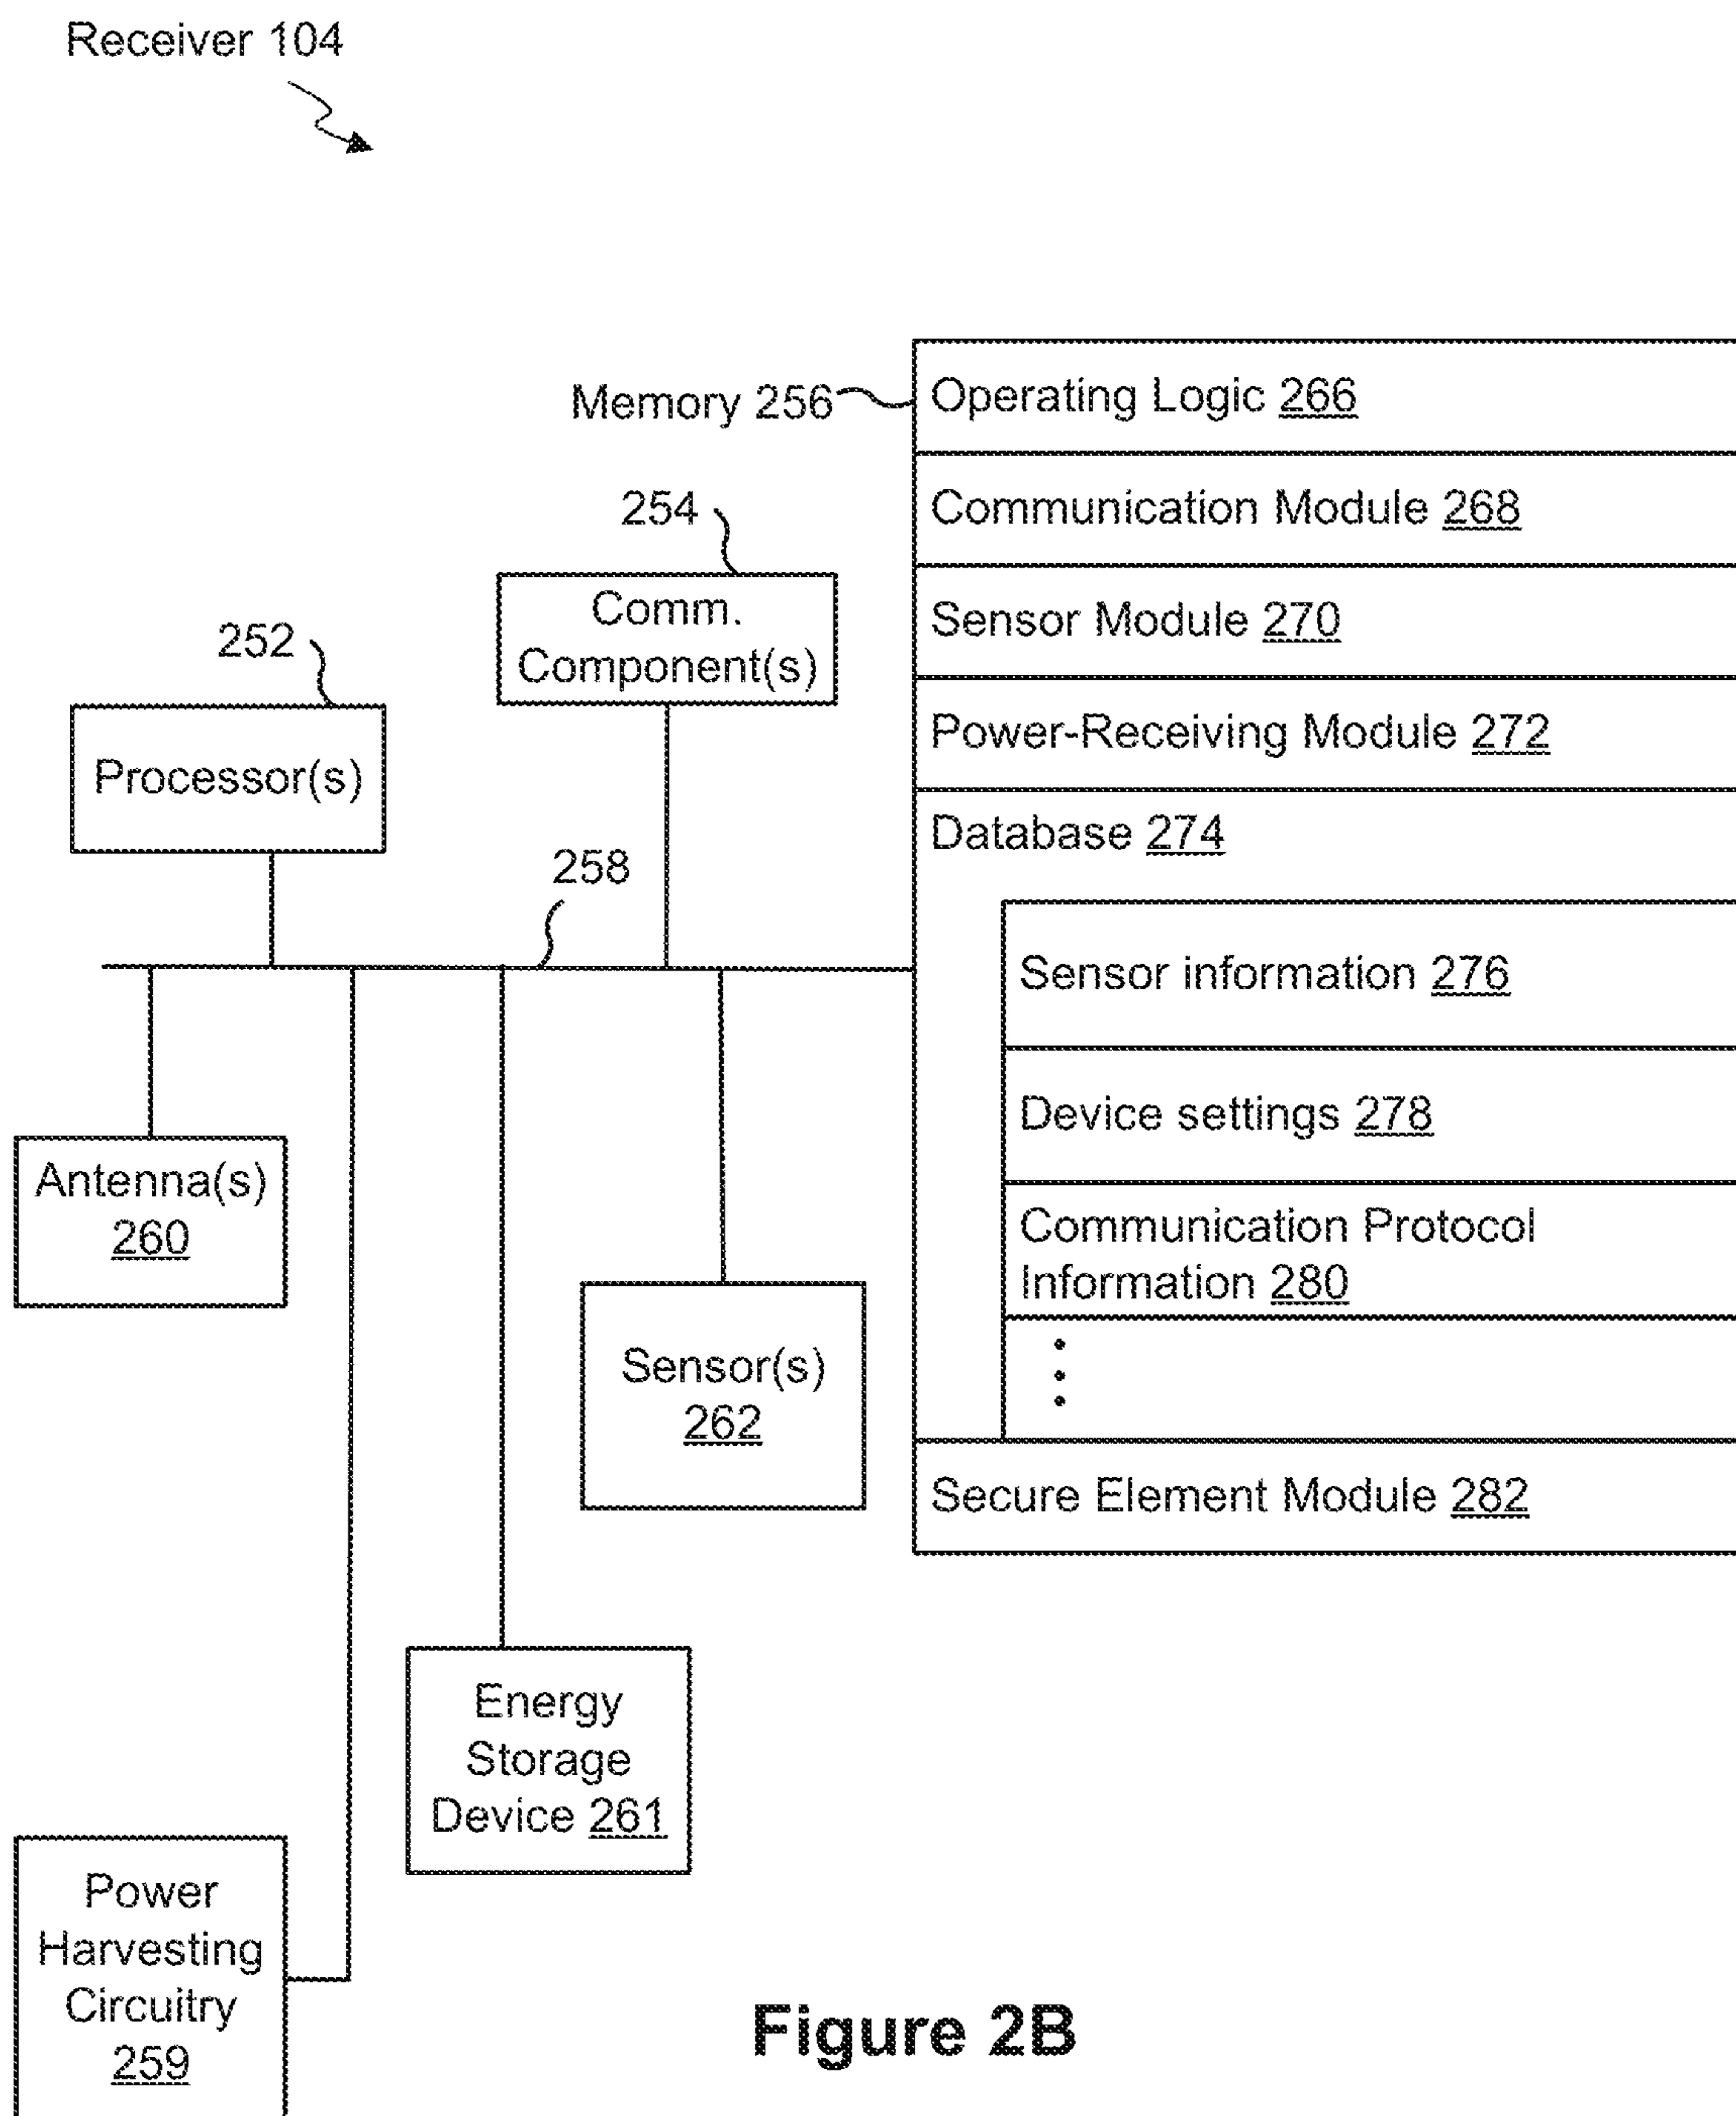 Receiver 104
Memory 256
Operating Logic 266
Communication Module 268
Sensor Module 270
Power-Receiving Module 272
Database 274
Sensor information 276
Device settings 278
Communication Protocol
Information 280
Secure Element Module 282
254
Comm.
Component(s)
252
Processor(s)
258
Antenna(s)
260
Sensor(s)
262
Energy
Storage
Device 261
Power
Harvesting
Circuitry
259
Figure 2B